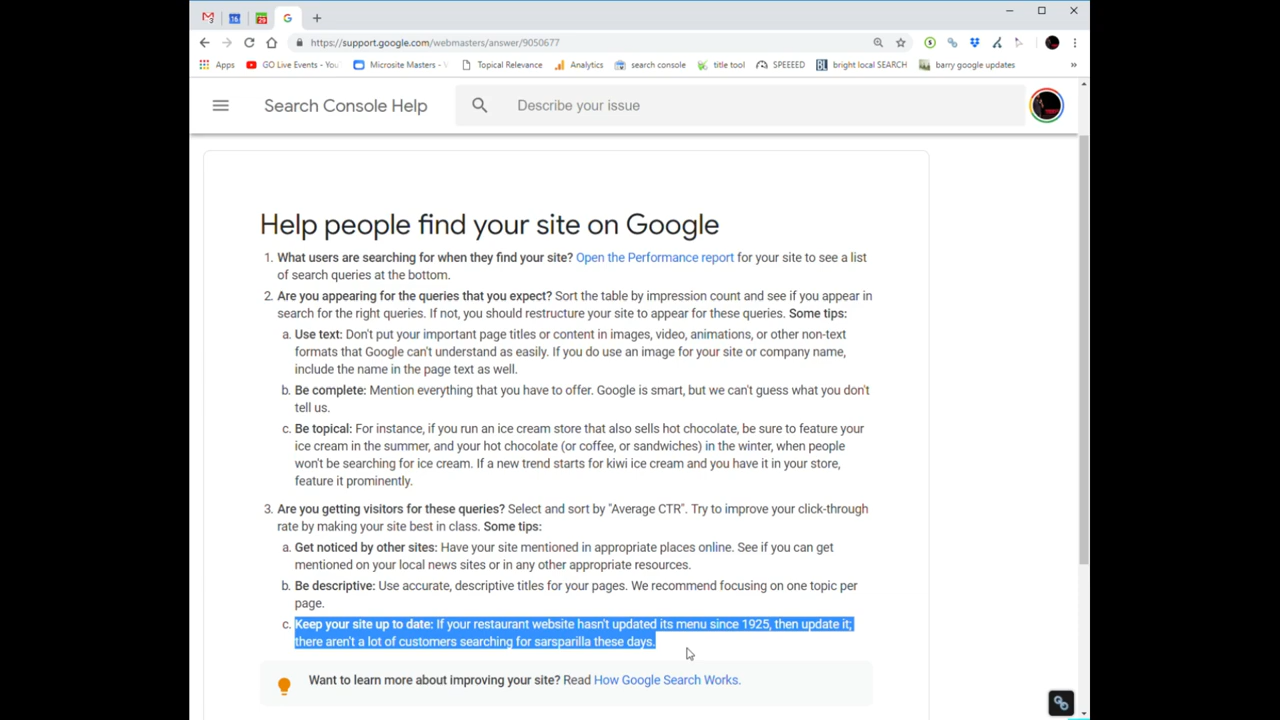 https://support.google.com/webmasters/answer/9050677
Apps GO Live Events - You Microsite Masters - Topical Relevance Analytics search console title tool SPEEEED bright local SEARCH barry google updates »
Search Console Help Describe your issue
Help people find your site on Google
1. What users are searching for when they find your site? Open the Performance report for your site to see a list
of search queries at the bottom.
2. Are you appearing for the queries that you expect? Sort the table by impression count and see if you appear in
search for the right queries. If not, you should restructure your site to appear for these queries. Some tips:
a. Use text: Don't put your important page titles or content in images, video, animations, or other non-text
formats that Google can't understand as easily. If you do use an image for your site or company name,
include the name in the page text as well.
b. Be complete: Mention everything that you have to offer. Google is smart, but we can't guess what you don't
tell us.
c. Be topical: For instance, if you run an ice cream store that also sells hot chocolate, be sure to feature your
ice cream in the summer, and your hot chocolate (or coffee, or sandwiches) in the winter, when people
won't be searching for ice cream. If a new trend starts for kiwi ice cream and you have it in your store,
feature it prominently.
3. Are you getting visitors for these queries? Select and sort by "Average CTR". Try to improve your click-through
rate by making your site best in class. Some tips:
a. Get noticed by other sites: Have your site mentioned in appropriate places online. See if you can get
mentioned on your local news sites or in any other appropriate resources.
b. Be descriptive: Use accurate, descriptive titles for your pages. We recommend focusing on one topic per
page.
c. Keep your site up to date: If your restaurant website hasn't updated its menu since 1925, then update it;
there aren't a lot of customers searching for sarsparilla these days.
Want to learn more about improving your site? Read How Google Search Works.